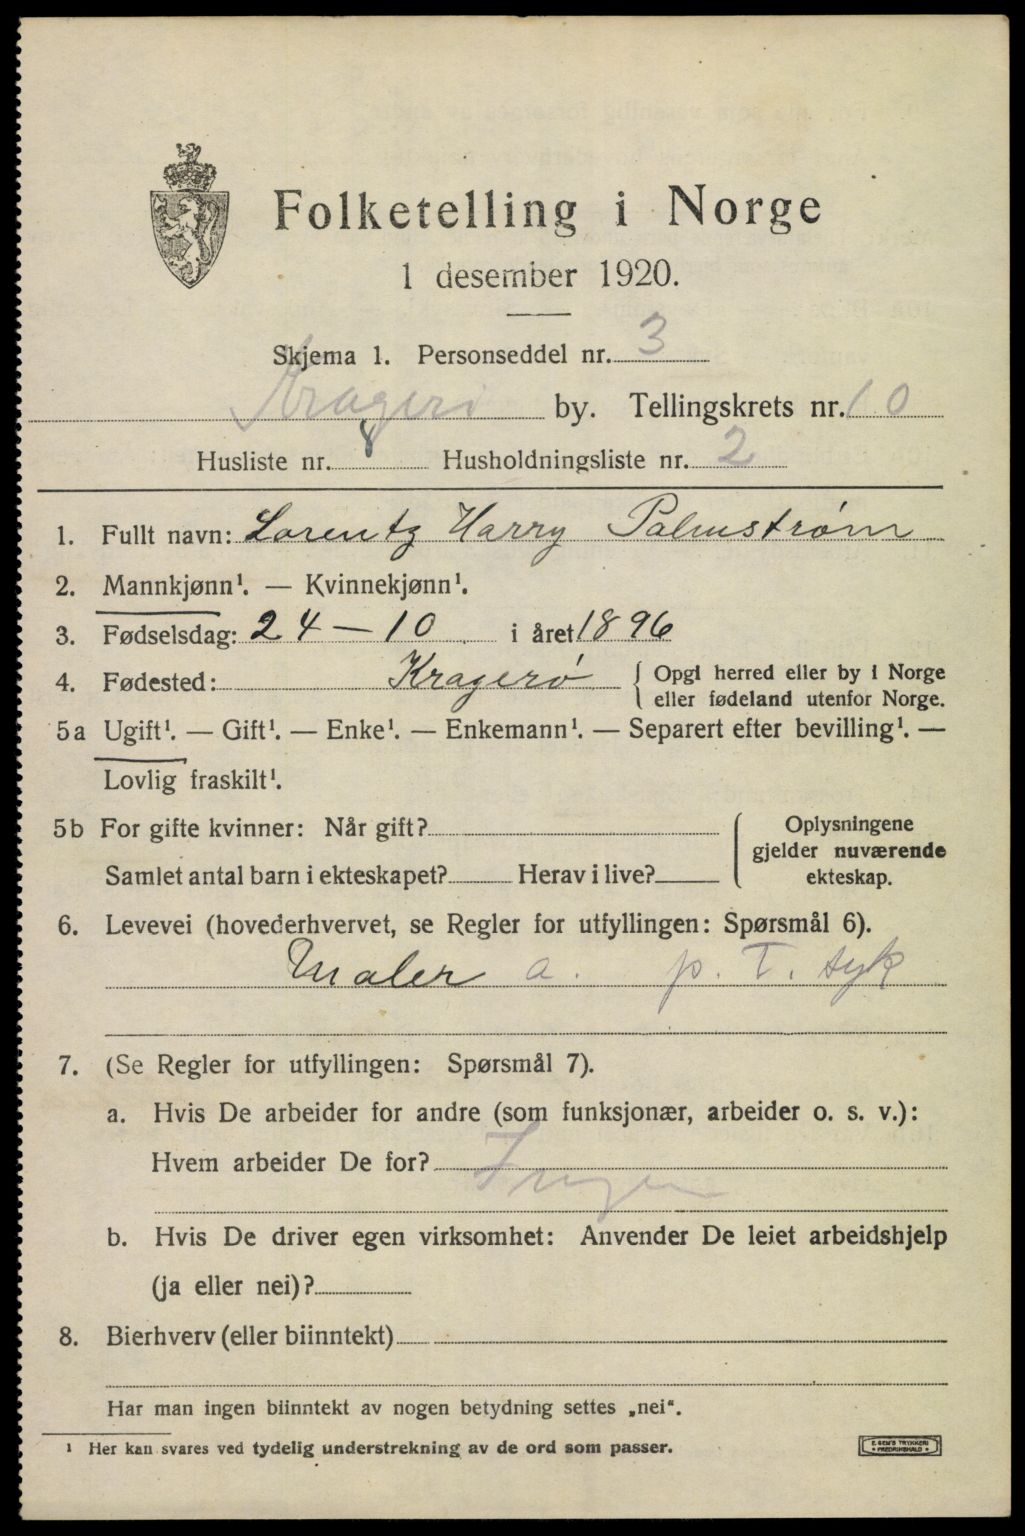 Folketelling i Norge
1 desember 1920.
Skjema 1. Personseddel nr. 3
Kragerø by. Tellingskrets nr. 10
Husliste nr. 8 Husholdningsliste nr. 2
1. Fullt navn: Lorentz Harry Palmstrøm
2. Mannkjønn¹. — Kvinnekjønn¹.
3. Fødselsdag: 24 — 10 i året 1896
4. Fødested: Kragerø { Opgi herred eller by i Norge
eller fødeland utenfor Norge.
5a Ugift¹. — Gift¹. — Enke¹. — Enkemann¹. — Separert efter bevilling¹. —
Lovlig fraskilt¹.
5b For gifte kvinner: Når gift?
Samlet antal barn i ekteskapet? Herav i live?
Oplysningene
gjelder nuværende
ekteskap.
6. Levevei (hovederhvervet, se Regler for utfyllingen: Spørsmål 6).
Maler a. p. T. syk
7. (Se Regler for utfyllingen: Spørsmål 7).
a. Hvis De arbeider for andre (som funksjonær, arbeider o. s. v.):
Hvem arbeider De for? Ingen
b. Hvis De driver egen virksomhet: Anvender De leiet arbeidshjelp
(ja eller nei)?
8. Bierhverv (eller biinntekt)
Har man ingen biinntekt av nogen betydning settes „nei".
¹ Her kan svares ved tydelig understrekning av de ord som passer.
E. SEM'S TRYKKERI
FREDRIKSHALD